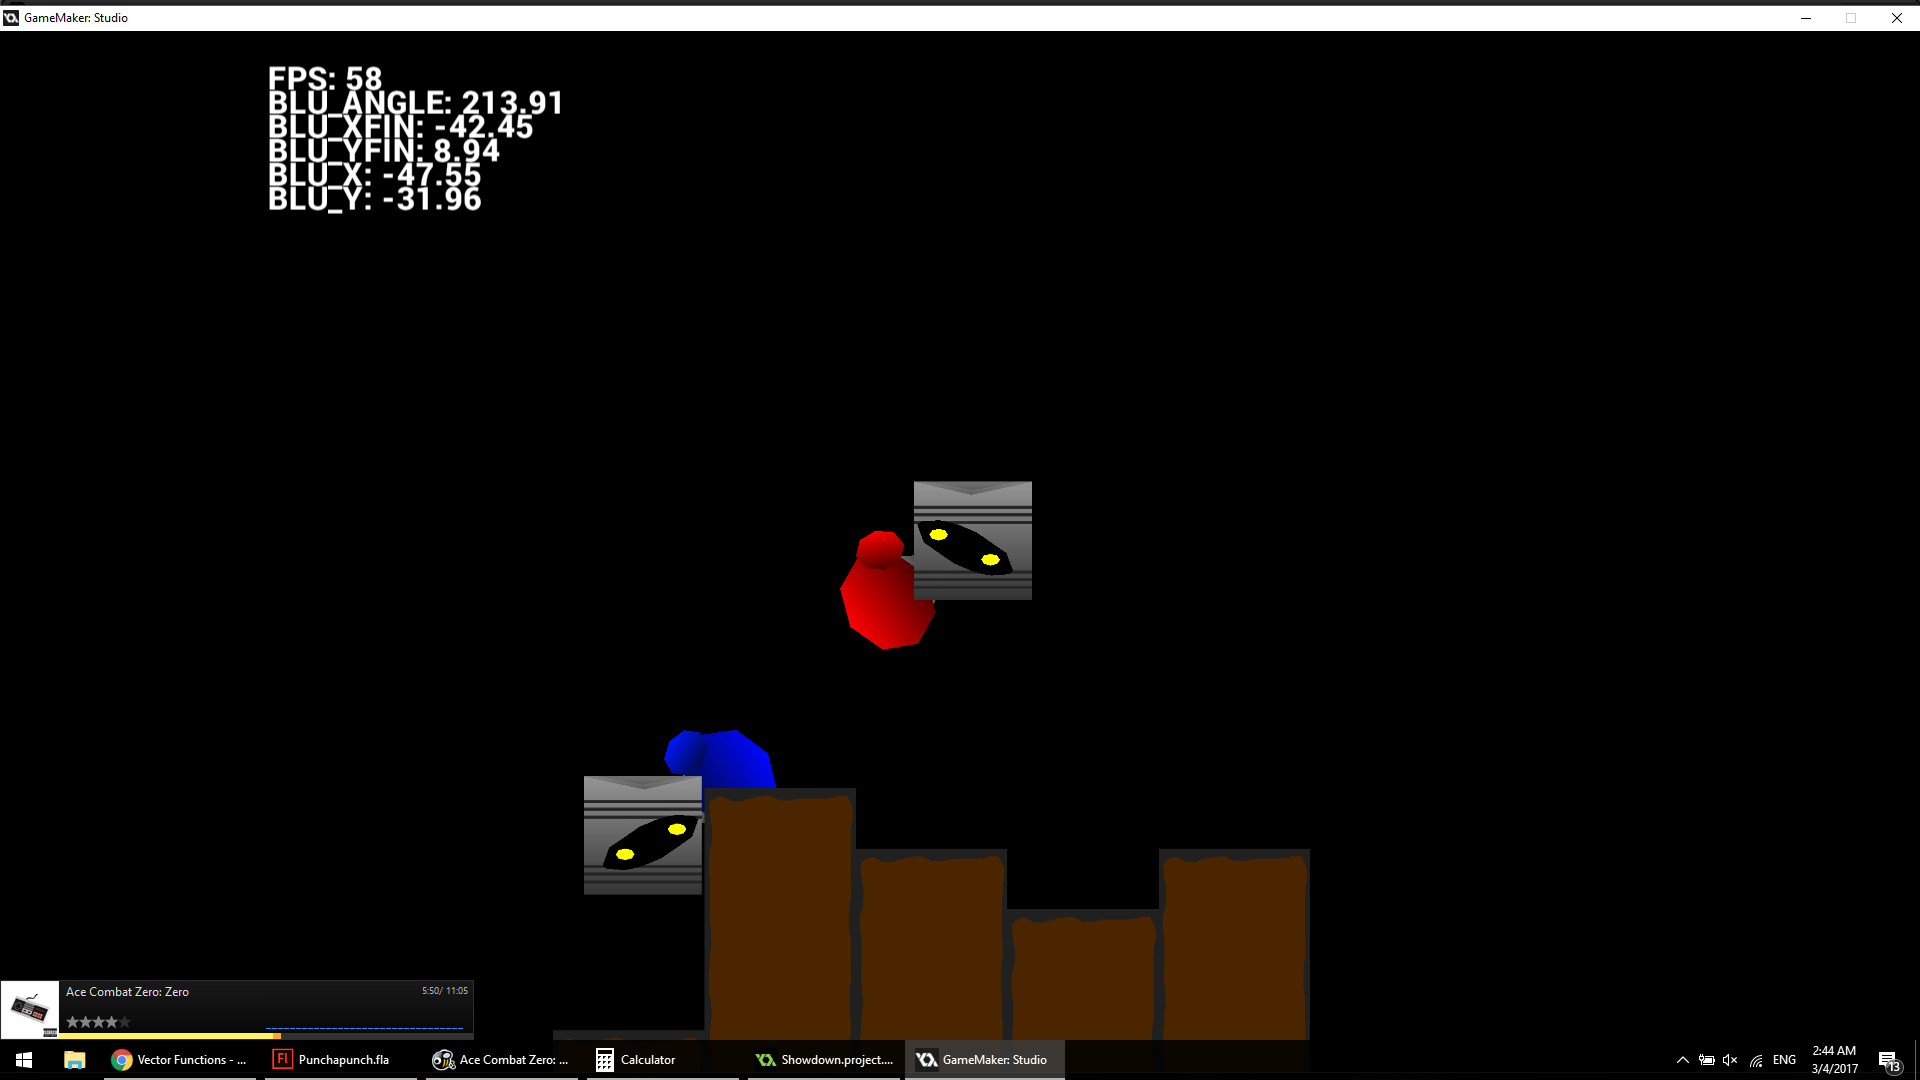 GameMaker: Studio
FPS: 58
BLU_ANGLE: 213.91
BLU_XFIN: -42.45
BLU_YFIN: 8.94
BLU_X: -47.55
BLU_Y: -31.96
Ace Combat Zero: Zero
5:50/ 11:05
Vector Functions - ...
Fl
Punchapunch.fla
Ace Combat Zero: ...
Calculator
Showdown.project....
GameMaker: Studio
ENG
2:44 AM
3/4/2017
13